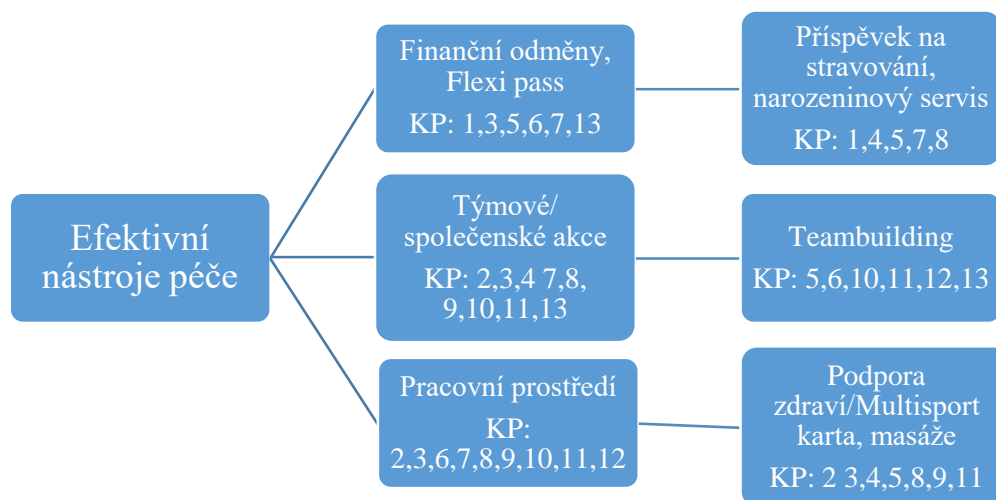 Efektivní
nástroje péče
Finanční odměny,
Flexi pass
KP: 1,3,5,6,7,13
Příspěvek na
stravování,
narozeninový servis
KP: 1,4,5,7,8
Týmové/
společenské akce
KP: 2,3,4 7,8,
9,10,11,13
Teambuilding
KP: 5,6,10,11,12,13
Pracovní prostředí
KP:
2,3,6,7,8,9,10,11,12
Podpora
zdraví/Multisport
karta, masáže
KP: 2 3,4,5,8,9,11